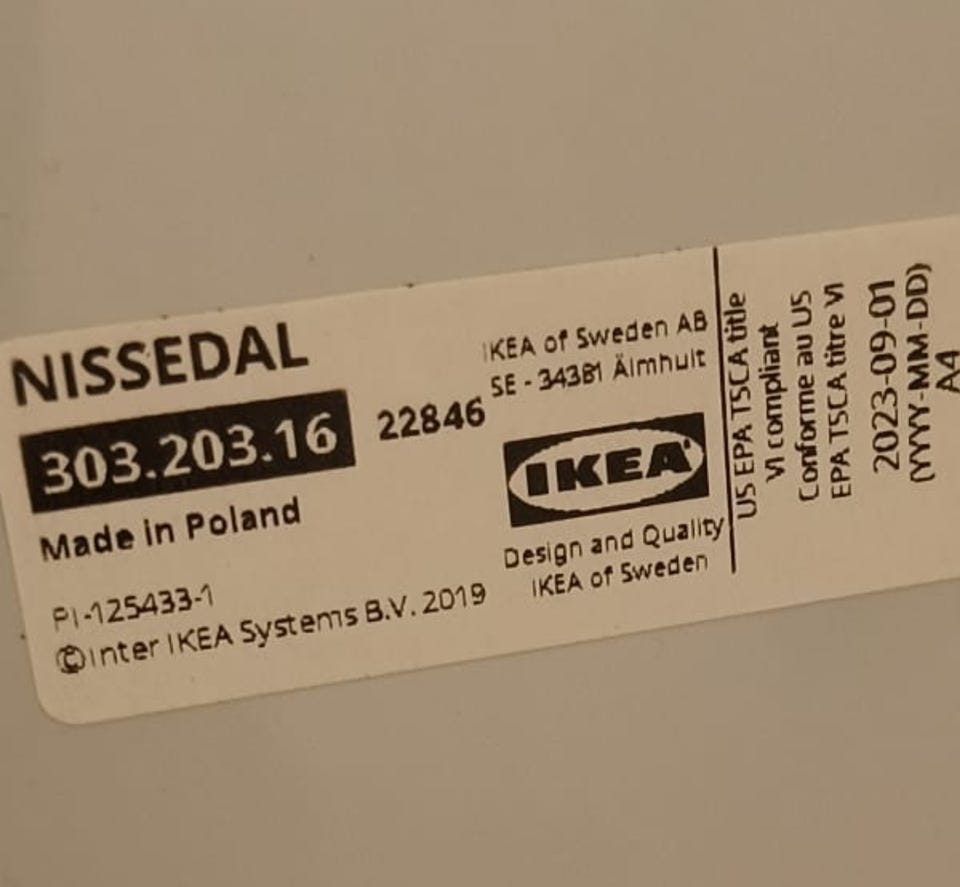 NISSEDAL
303.203.16
22846
Made in Poland
PI-125433-1
©Inter IKEA Systems B.V. 2019
IKEA of Sweden AB
SE - 34381 Älmhult
IKEA
Design and Quality
IKEA of Sweden
US EPA TSCA title
VI compliant
Conforme au US
EPA TSCA titre VI
2023-09-01
(YYYY-MM-DD)
A4